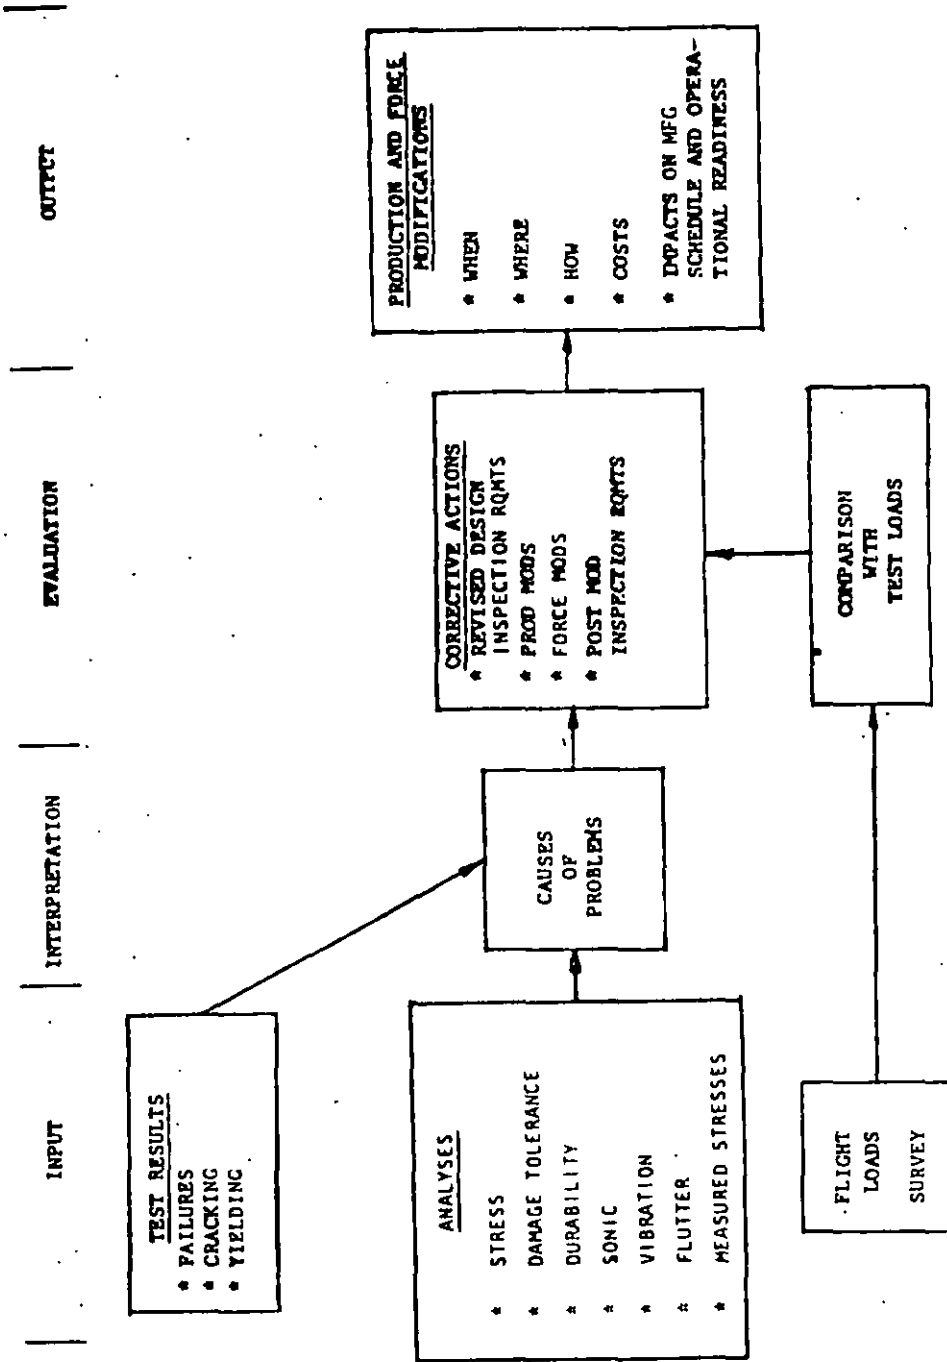 INPUT
INTERPRETATION
EVALUATION
OUTPUT
TEST RESULTS
* FAILURES
* CRACKING
* YIELDING
ANALYSES
* STRESS
* DAMAGE TOLERANCE
* DURABILITY
* SONIC
* VIBRATION
* FLUTTER
* MEASURED STRESSES
FLIGHT
LOADS
SURVEY
CAUSES
OF
PROBLEMS
CORRECTIVE ACTIONS
* REVISED DESIGN
INSPECTION RQMTS
* PROD MODS
* FORCE MODS
* POST MOD
INSPECTION RQMTS
COMPARISON
WITH
TEST LOADS
PRODUCTION AND FORCE
MODIFICATIONS
* WHEN
* WHERE
* HOW
* COSTS
* IMPACTS ON MFG
SCHEDULE AND OPERA-
TIONAL READINESS